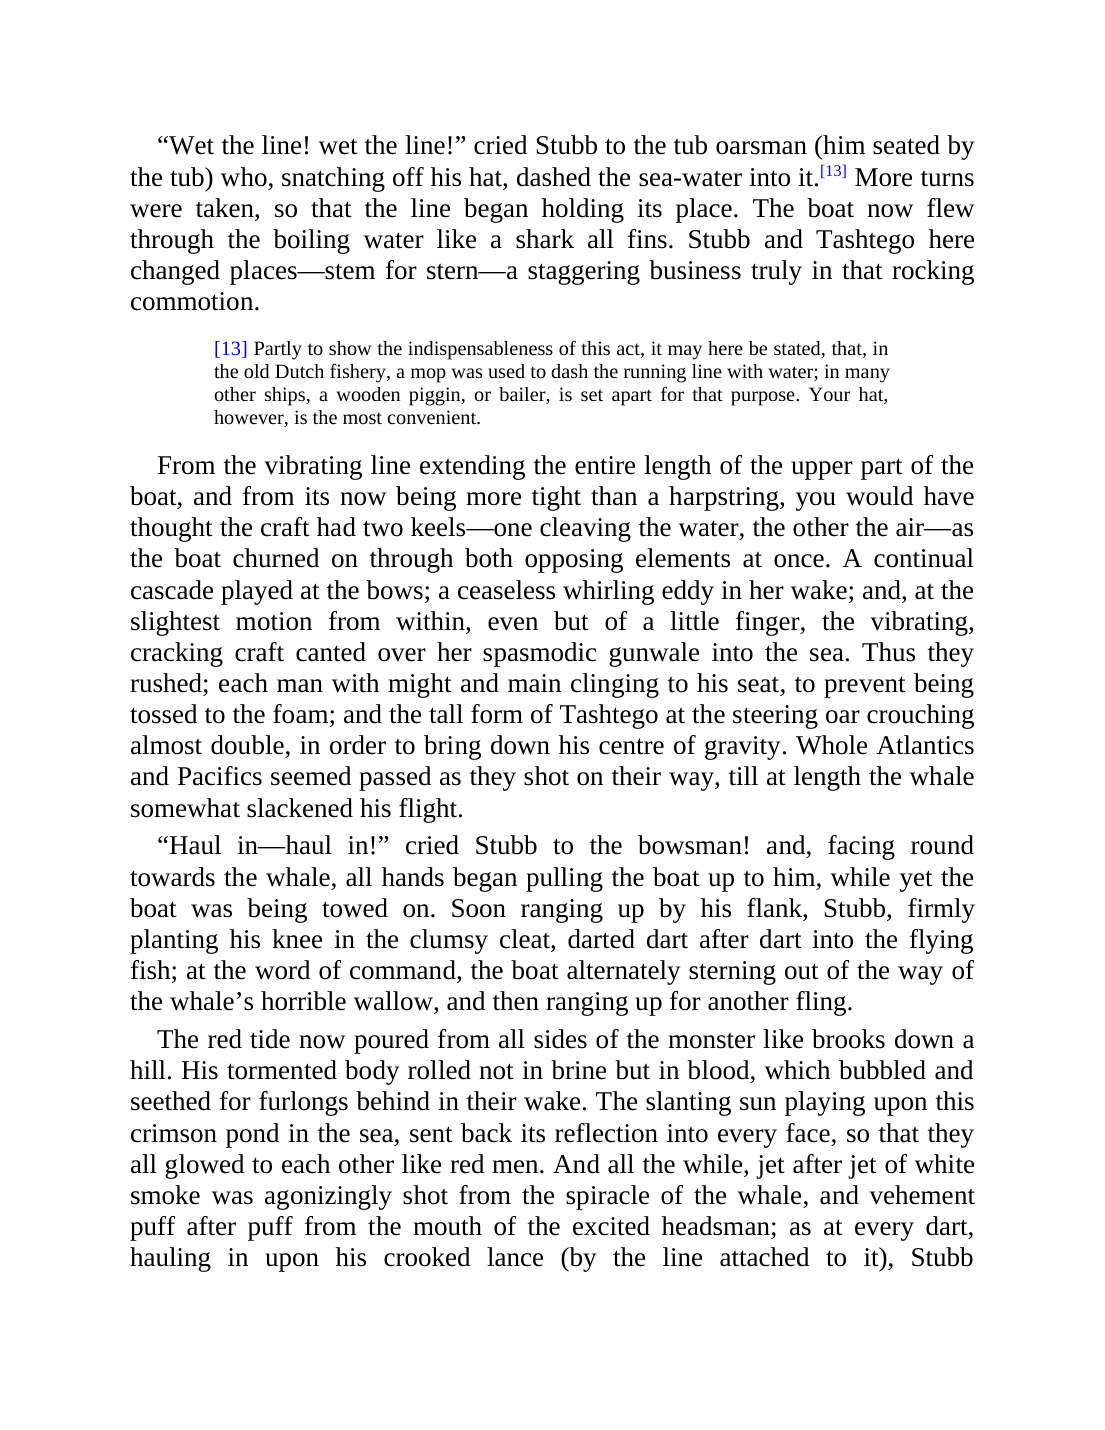 “Wet the line! wet the line!” cried Stubb to the tub oarsman (him seated by
the tub) who, snatching off his hat, dashed the sea-water into it.[13] More turns
were taken, so that the line began holding its place. The boat now flew
through the boiling water like a shark all fins. Stubb and Tashtego here
changed places—stem for stern—a staggering business truly in that rocking
commotion.
[13] Partly to show the indispensableness of this act, it may here be stated, that, in
the old Dutch fishery, a mop was used to dash the running line with water; in many
other ships, a wooden piggin, or bailer, is set apart for that purpose. Your hat,
however, is the most convenient.
From the vibrating line extending the entire length of the upper part of the
boat, and from its now being more tight than a harpstring, you would have
thought the craft had two keels—one cleaving the water, the other the air—as
the boat churned on through both opposing elements at once. A continual
cascade played at the bows; a ceaseless whirling eddy in her wake; and, at the
slightest motion from within, even but of a little finger, the vibrating,
cracking craft canted over her spasmodic gunwale into the sea. Thus they
rushed; each man with might and main clinging to his seat, to prevent being
tossed to the foam; and the tall form of Tashtego at the steering oar crouching
almost double, in order to bring down his centre of gravity. Whole Atlantics
and Pacifics seemed passed as they shot on their way, till at length the whale
somewhat slackened his flight.
“Haul in—haul in!” cried Stubb to the bowsman! and, facing round
towards the whale, all hands began pulling the boat up to him, while yet the
boat was being towed on. Soon ranging up by his flank, Stubb, firmly
planting his knee in the clumsy cleat, darted dart after dart into the flying
fish; at the word of command, the boat alternately sterning out of the way of
the whale’s horrible wallow, and then ranging up for another fling.
The red tide now poured from all sides of the monster like brooks down a
hill. His tormented body rolled not in brine but in blood, which bubbled and
seethed for furlongs behind in their wake. The slanting sun playing upon this
crimson pond in the sea, sent back its reflection into every face, so that they
all glowed to each other like red men. And all the while, jet after jet of white
smoke was agonizingly shot from the spiracle of the whale, and vehement
puff after puff from the mouth of the excited headsman; as at every dart,
hauling in upon his crooked lance (by the line attached to it), Stubb